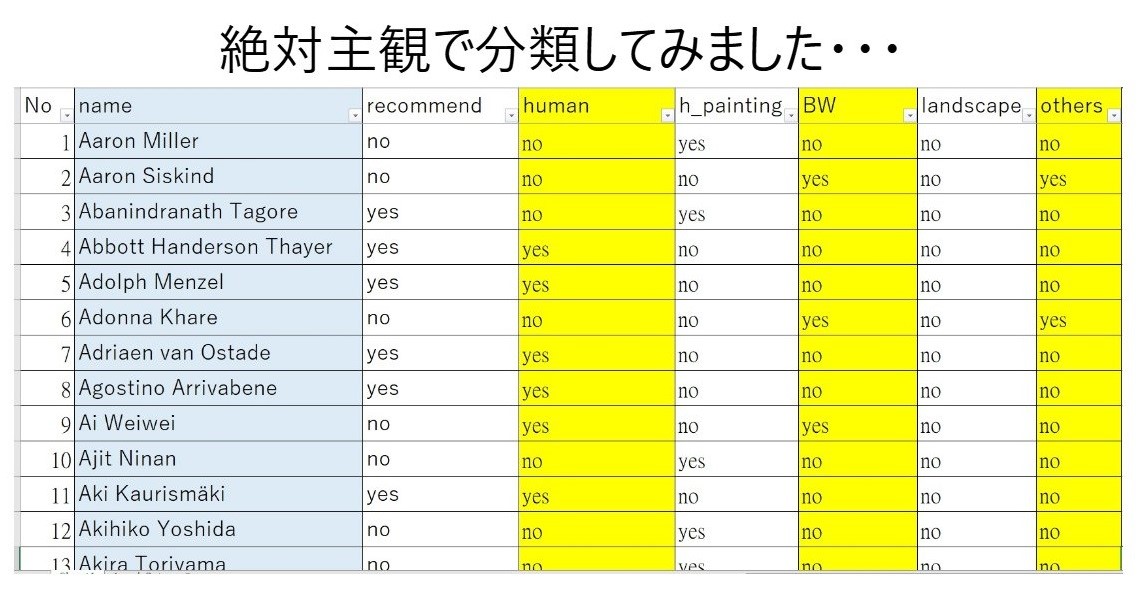 絶対主観で分類してみました・・・
No name recommend human h_painting BW landscape others
1 Aaron Miller no no yes no no no
2 Aaron Siskind no no no yes no yes
3 Abanindranath Tagore yes no yes no no no
4 Abbott Handerson Thayer yes yes no no no no
5 Adolph Menzel yes yes no no no no
6 Adonna Khare no no no yes no yes
7 Adriaen van Ostade yes yes no no no no
8 Agostino Arrivabene yes yes no no no no
9 Ai Weiwei no yes no yes no no
10 Ajit Ninan no no yes no no no
11 Aki Kaurismäki yes yes no no no no
12 Akihiko Yoshida no no yes no no no
13 Akira Toriyama no no yes no no no